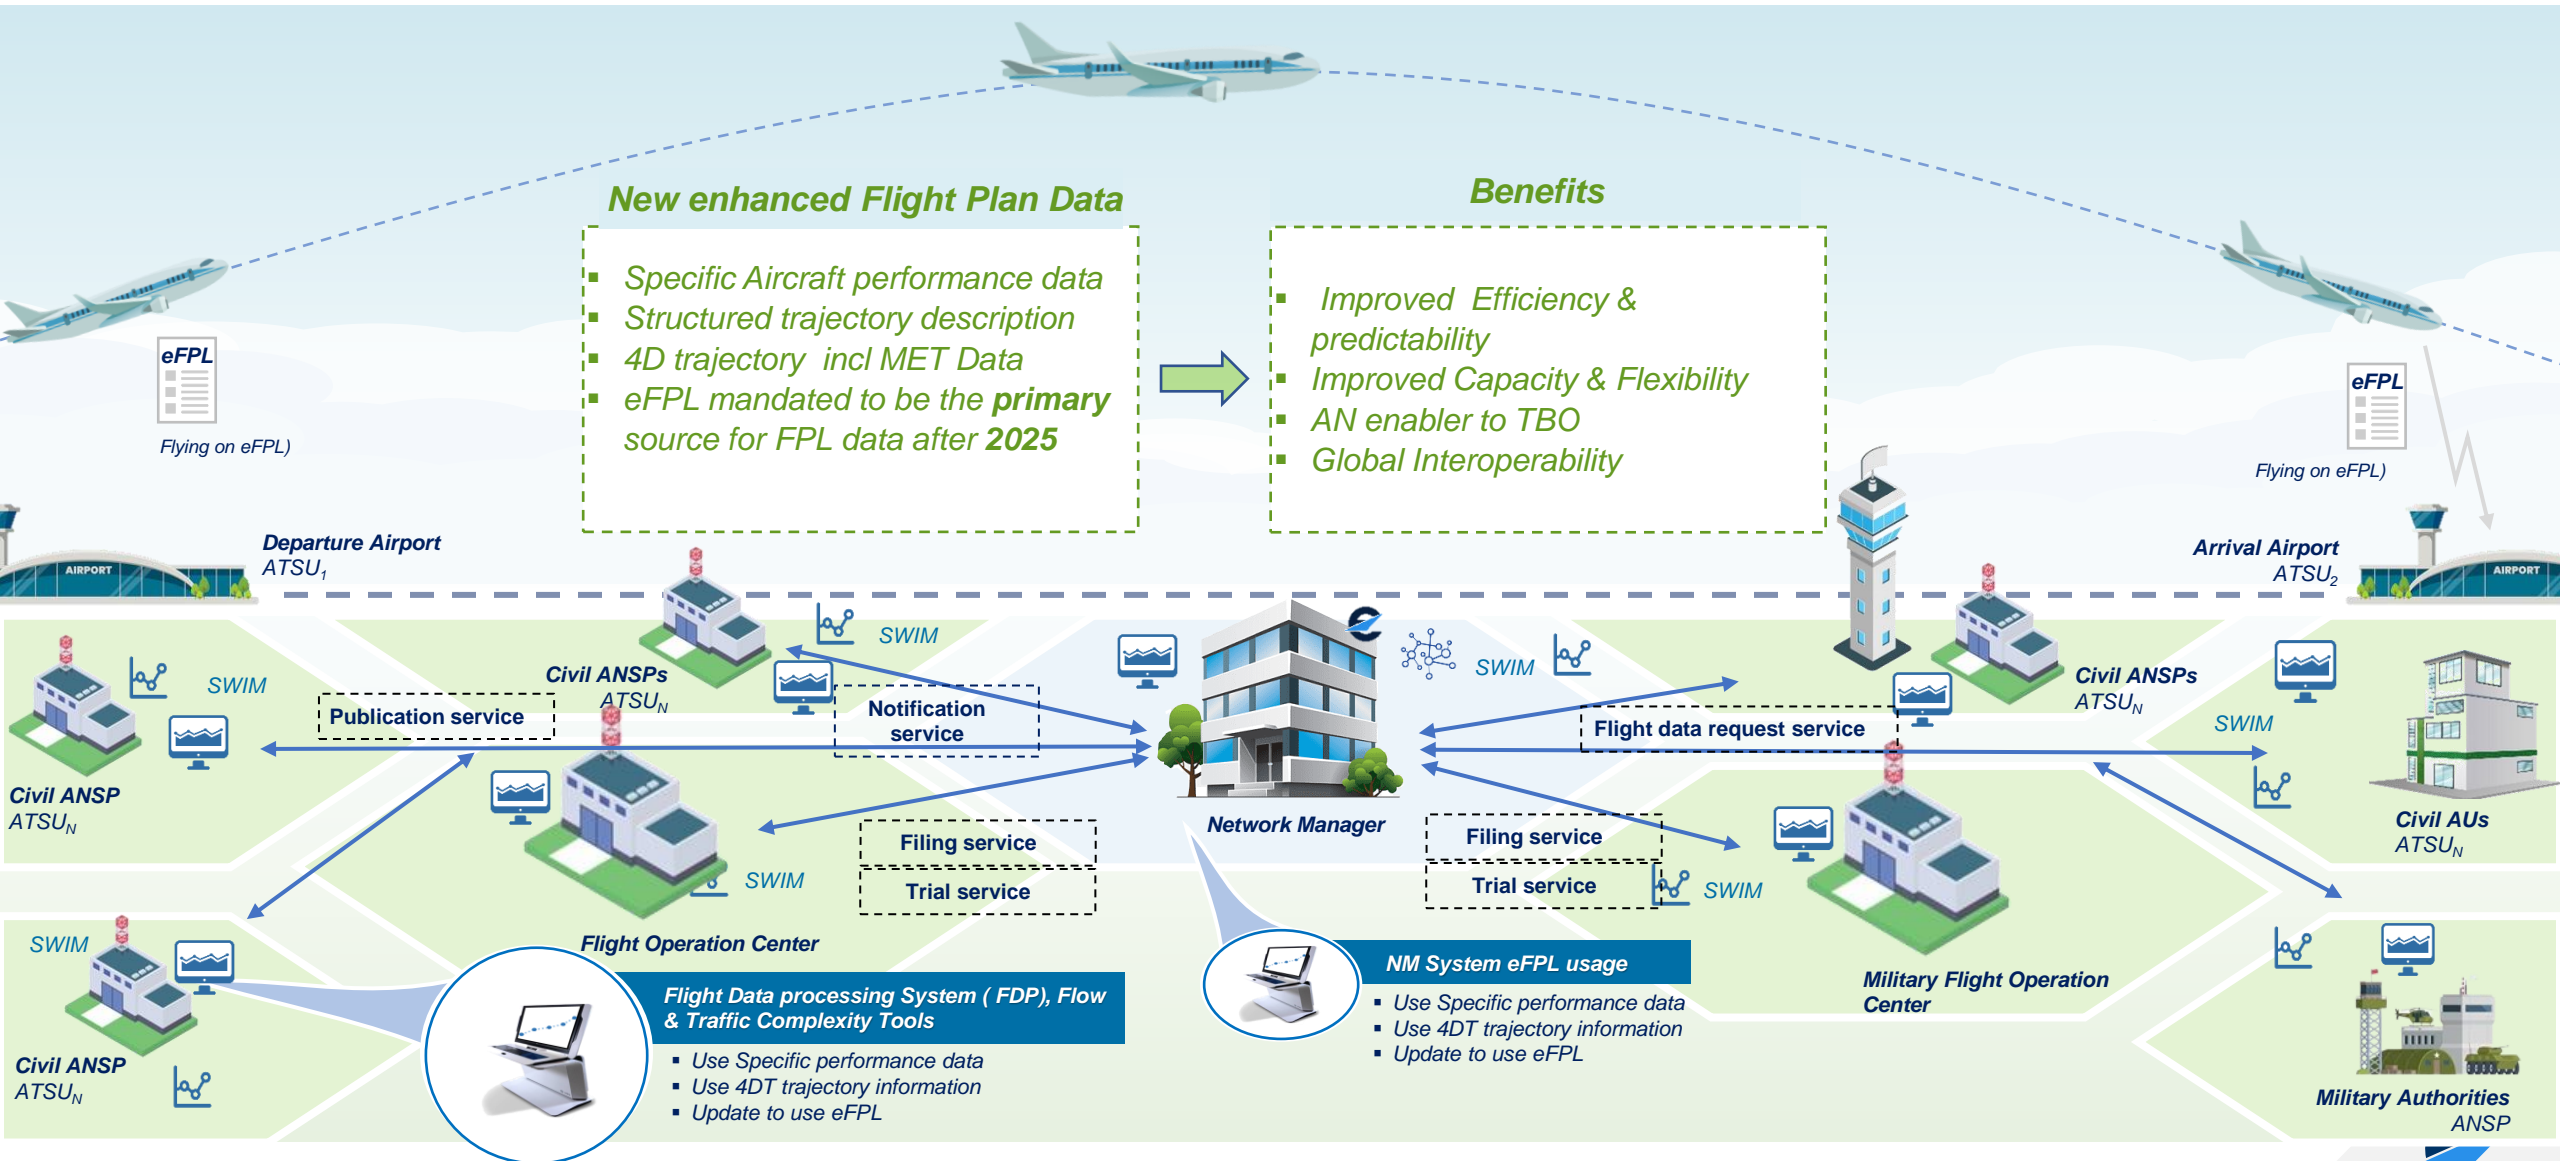 New enhanced Flight Plan Data
▪ Specific Aircraft performance data
▪ Structured trajectory description
▪ 4D trajectory incl MET Data
▪ eFPL mandated to be the primary
source for FPL data after 2025
Benefits
▪ Improved Efficiency &
predictability
▪ Improved Capacity & Flexibility
▪ AN enabler to TBO
▪ Global Interoperability
eFPL
Flying on eFPL)
eFPL
Flying on eFPL)
Departure Airport
ATSU1
AIRPORT
Arrival Airport
ATSU2
AIRPORT
SWIM
Civil ANSP
ATSUN
Publication service
Civil ANSPs
ATSUN
SWIM
Notification
service
Network Manager
SWIM
Flight data request service
Civil ANSPs
ATSUN
SWIM
Civil AUs
ATSUN
Filing service
Trial service
SWIM
Flight Operation Center
Filing service
Trial service
SWIM
Military Flight Operation
Center
SWIM
Civil ANSP
ATSUN
Flight Data processing System ( FDP), Flow
& Traffic Complexity Tools
▪ Use Specific performance data
▪ Use 4DT trajectory information
▪ Update to use eFPL
NM System eFPL usage
▪ Use Specific performance data
▪ Use 4DT trajectory information
▪ Update to use eFPL
Military Authorities
ANSP